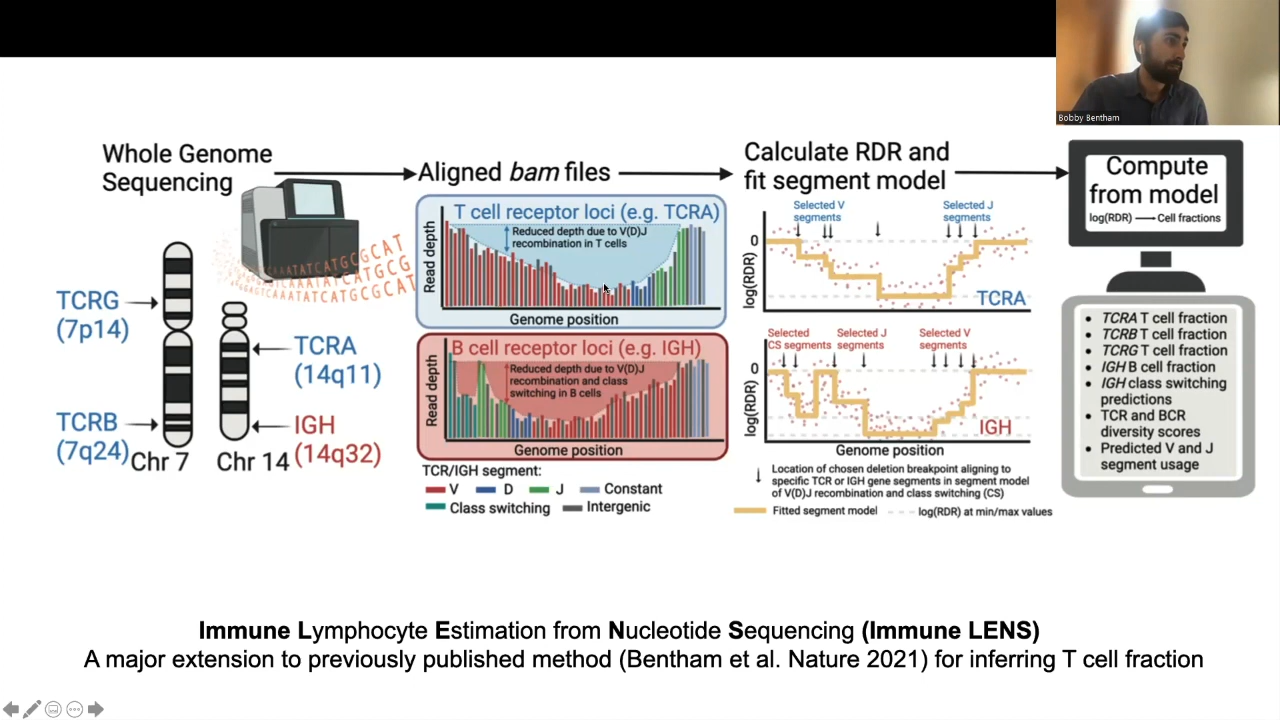 Bobby Bentham
Whole Genome
Sequencing
Aligned bam files
Calculate RDR and
fit segment model
Compute
from model
log(RDR) → Cell fractions
TCRG
(7p14)
TCRB
(7q24)
Chr 7
TCRA
(14q11)
IGH
(14q32)
Chr 14
AATATCATGCGCAT
TCAAATATCATGCGCG
GAGTCAAATATCATGCGCAT
T cell receptor loci (e.g. TCRA)
Reduced depth due to V(D)J
recombination in T cells
Read depth
Genome position
B cell receptor loci (e.g. IGH)
Reduced depth due to V(D)J
recombination and class
switching in B cells
Read depth
Genome position
TCR/IGH segment:
V D J Constant
Class switching Intergenic
Selected V
segments
Selected J
segments
0
log(RDR)
TCRA
Selected
CS segments
Selected J
segments
Selected V
segments
0
log(RDR)
IGH
Genome position
Location of chosen deletion breakpoint aligning to
specific TCR or IGH gene segments in segment model
of V(D)J recombination and class switching (CS)
Fitted segment model log(RDR) at min/max values
• TCRA T cell fraction
• TCRB T cell fraction
• TCRG T cell fraction
• IGH B cell fraction
• IGH class switching
predictions
• TCR and BCR
diversity scores
• Predicted V and J
segment usage
Immune Lymphocyte Estimation from Nucleotide Sequencing (Immune LENS)
A major extension to previously published method (Bentham et al. Nature 2021) for inferring T cell fraction